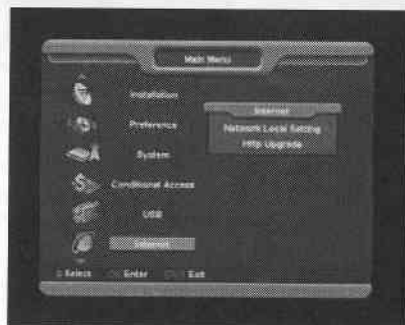 Main Menu
Installation
Preference
System
Conditional Access
USB
Internet
Internet
Network Local Setting
Http Upgrade
Select Enter Exit